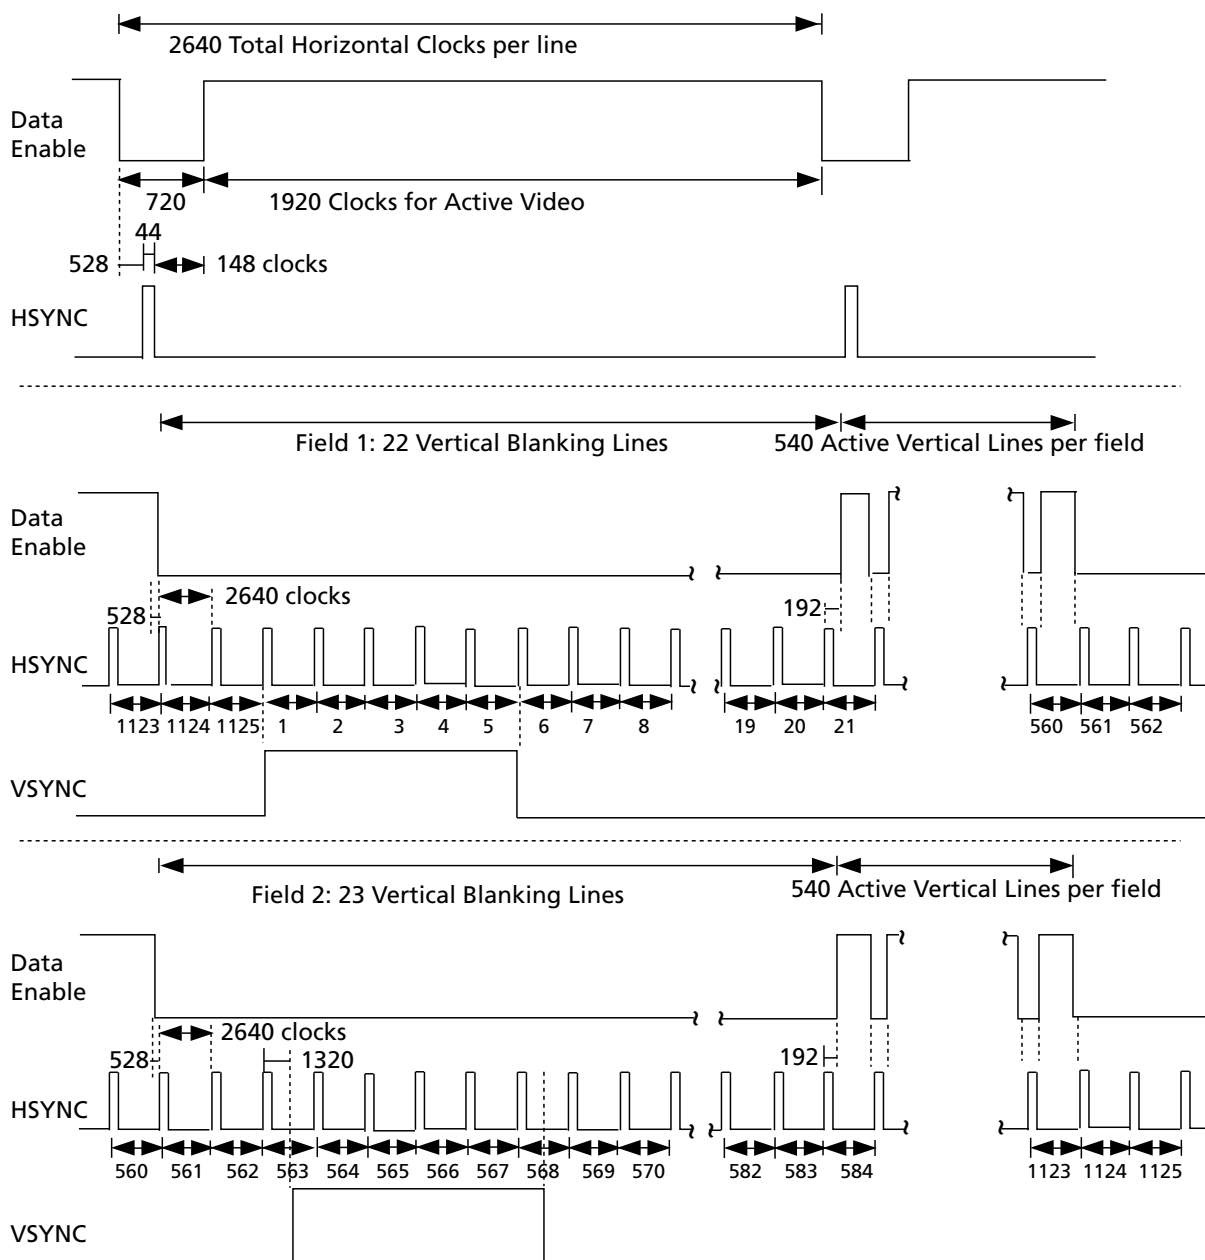 2640 Total Horizontal Clocks per line
Data
Enable
720
1920 Clocks for Active Video
44
528
148 clocks
HSYNC
Field 1: 22 Vertical Blanking Lines
540 Active Vertical Lines per field
Data
Enable
2640 clocks
528
192
HSYNC
1123 1124 1125 1 2 3 4 5 6 7 8 19 20 21 560 561 562
VSYNC
Field 2: 23 Vertical Blanking Lines
540 Active Vertical Lines per field
Data
Enable
2640 clocks
528
1320
192
HSYNC
560 561 562 563 564 565 566 567 568 569 570 582 583 584 1123 1124 1125
VSYNC